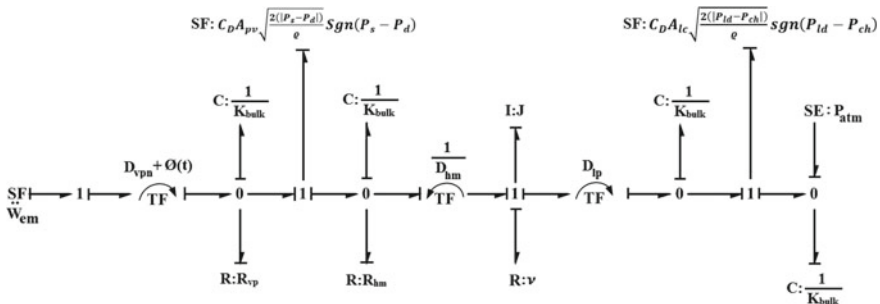 SF: C_D A_pv √(2(|P_s−P_d|)/ϱ) Sgn(P_s − P_d)
SF: C_D A_lc √(2(|P_ld−P_ch|)/ϱ) sgn(P_ld − P_ch)
C: 1/K_bulk
C: 1/K_bulk
C: 1/K_bulk
I:J
SE: P_atm
D_vpn + Ø(t)
1/D_hm
D_lp
SF 1 TF 0 1 0 TF 1 TF 0 1 0
Ẅ_em
R:R_vp
R:R_hm
R:ν
C: 1/K_bulk